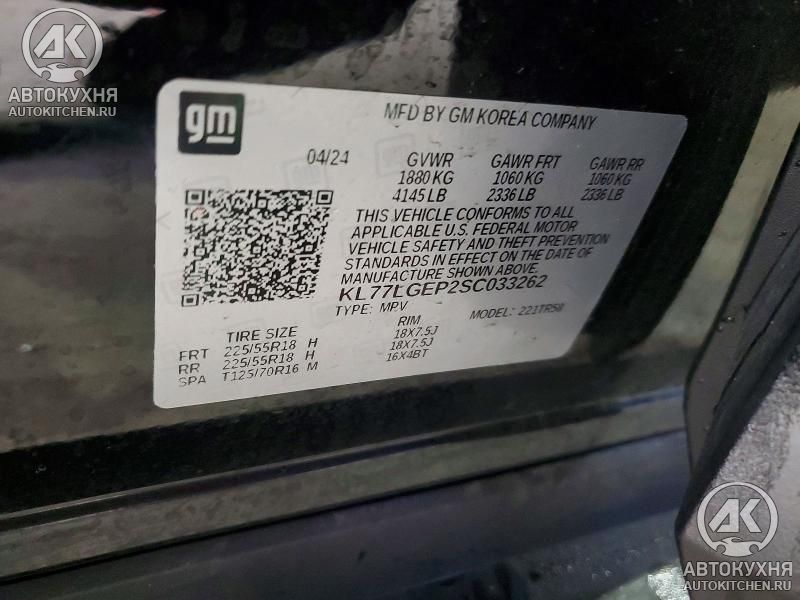 АК
АВТОКУХНЯ
AUTOKITCHEN.RU
gm
MFD BY GM KOREA COMPANY
04/24 GVWR GAWR FRT GAWR RR
1880 KG 1060 KG 1060 KG
4145 LB 2336 LB 2336 LB
THIS VEHICLE CONFORMS TO ALL
APPLICABLE U.S. FEDERAL MOTOR
VEHICLE SAFETY AND THEFT PREVENTION
STANDARDS IN EFFECT ON THE DATE OF
MANUFACTURE SHOWN ABOVE.
KL77LGEP2SC033262
TYPE: MPV MODEL: 221TR58
TIRE SIZE RIM
FRT 225/55R18 H 18X7.5J
RR 225/55R18 H 18X7.5J
SPA T125/70R16 M 16X4BT
АК
АВТОКУХНЯ
AUTOKITCHEN.RU